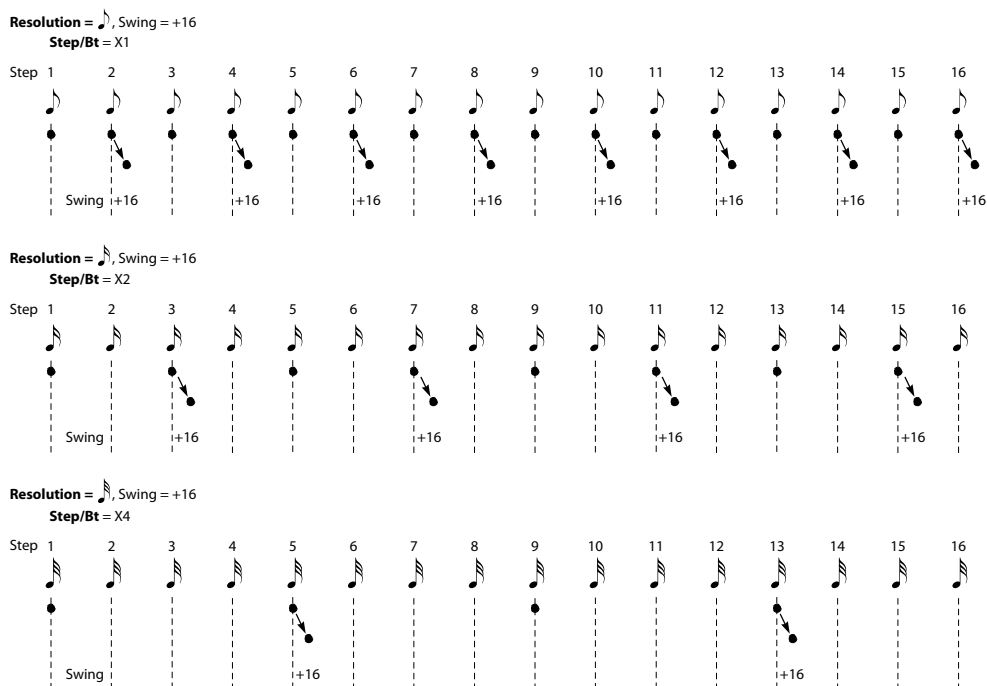 Resolution = ♪, Swing = +16
Step/Bt = X1
Step 1 2 3 4 5 6 7 8 9 10 11 12 13 14 15 16
Swing +16 +16 +16 +16 +16 +16 +16 +16
Resolution = , Swing = +16
Step/Bt = X2
Step 1 2 3 4 5 6 7 8 9 10 11 12 13 14 15 16
Swing +16 +16 +16 +16
Resolution = , Swing = +16
Step/Bt = X4
Step 1 2 3 4 5 6 7 8 9 10 11 12 13 14 15 16
Swing +16 +16